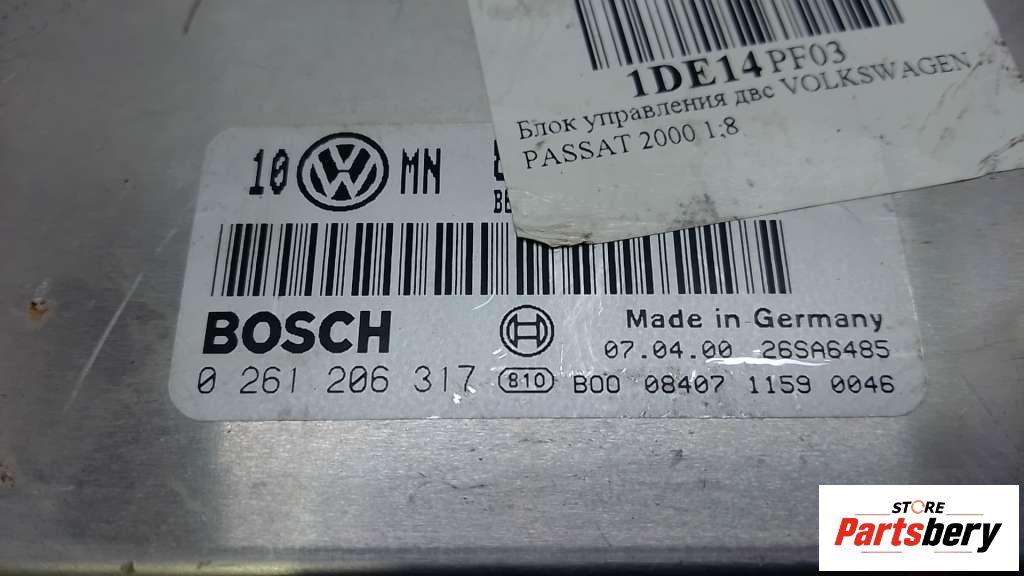 1DE14PF03
Блок управления двс VOLKSWAGEN
PASSAT 2000 1.8
10 VW MN
BOSCH
Made in Germany
07.04.00 26SA6485
0 261 206 317 810 B00 08407 1159 0046
STORE
Partsbery